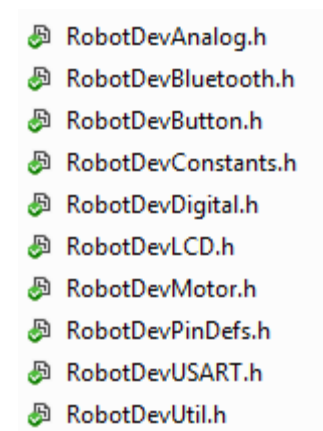 RobotDevAnalog.h
RobotDevBluetooth.h
RobotDevButton.h
RobotDevConstants.h
RobotDevDigital.h
RobotDevLCD.h
RobotDevMotor.h
RobotDevPinDefs.h
RobotDevUSART.h
RobotDevUtil.h